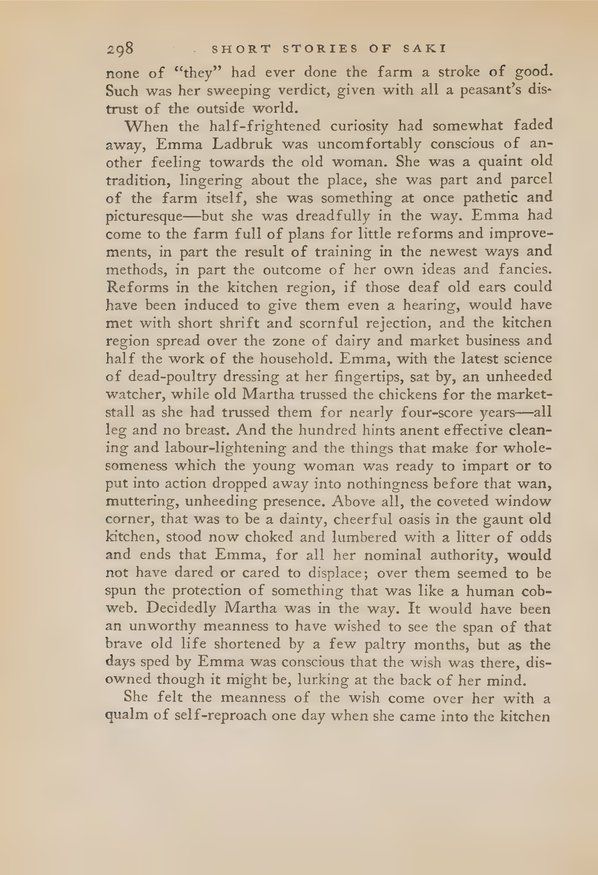 298 SHORT STORIES OF SAKI
none of “they” had ever done the farm a stroke of good.
Such was her sweeping verdict, given with all a peasant’s dis-
trust of the outside world.
When the half-frightened curiosity had somewhat faded
away, Emma Ladbruk was uncomfortably conscious of an-
other feeling towards the old woman. She was a quaint old
tradition, lingering about the place, she was part and parcel
of the farm itself, she was something at once pathetic and
picturesque—but she was dreadfully in the way. Emma had
come to the farm full of plans for little reforms and improve-
ments, in part the result of training in the newest ways and
methods, in part the outcome of her own ideas and fancies.
Reforms in the kitchen region, if those deaf old ears could
have been induced to give them even a hearing, would have
met with short shrift and scornful rejection, and the kitchen
region spread over the zone of dairy and market business and
half the work of the household. Emma, with the latest science
of dead-poultry dressing at her fingertips, sat by, an unheeded
watcher, while old Martha trussed the chickens for the market-
stall as she had trussed them for nearly four-score years—all
leg and no breast. And the hundred hints anent effective clean-
ing and labour-lightening and the things that make for whole-
someness which the young woman was ready to impart or to
put into action dropped away into nothingness before that wan,
muttering, unheeding presence. Above all, the coveted window
corner, that was to be a dainty, cheerful oasis in the gaunt old
kitchen, stood now choked and lumbered with a litter of odds
and ends that Emma, for all her nominal authority, would
not have dared or cared to displace; over them seemed to be
spun the protection of something that was like a human cob-
web. Decidedly Martha was in the way. It would have been
an unworthy meanness to have wished to see the span of that
brave old life shortened by a few paltry months, but as the
days sped by Emma was conscious that the wish was there, dis-
owned though it might be, lurking at the back of her mind.
She felt the meanness of the wish come over her with a
qualm of self-reproach one day when she came into the kitchen